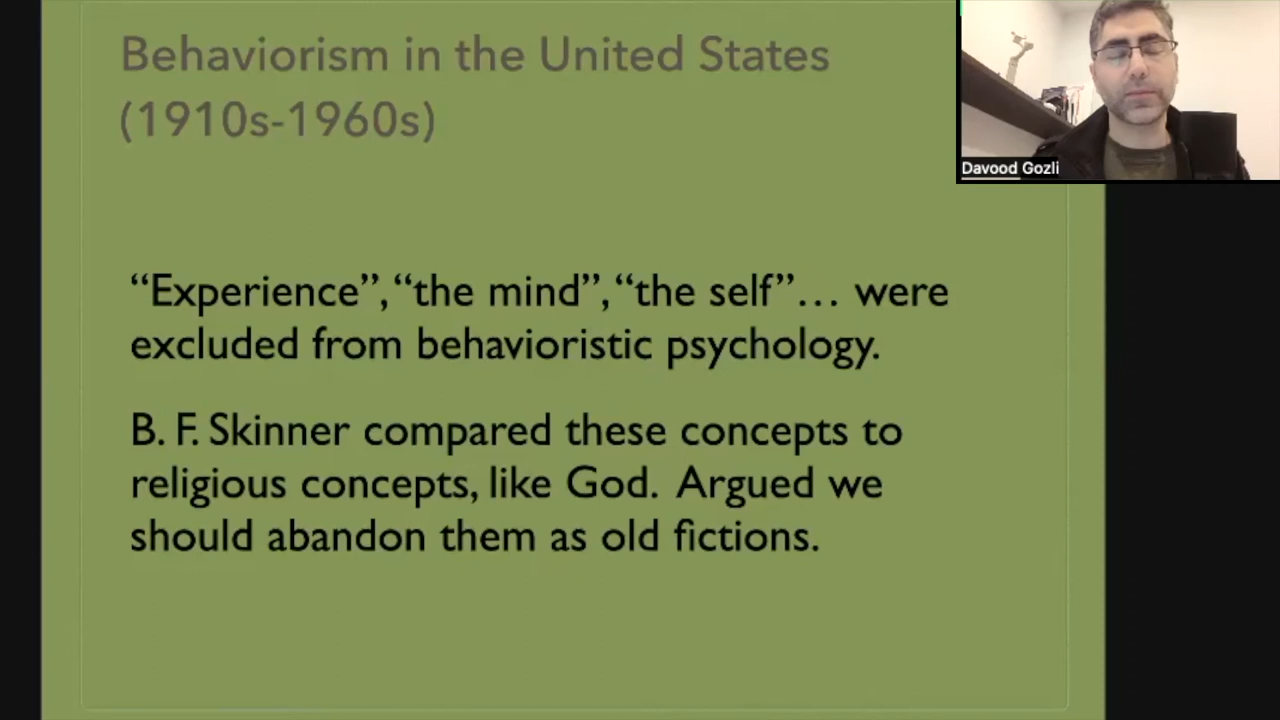 Behaviorism in the United States
(1910s-1960s)
“Experience”, “the mind”, “the self”… were
excluded from behavioristic psychology.
B. F. Skinner compared these concepts to
religious concepts, like God. Argued we
should abandon them as old fictions.
Davood Gozli